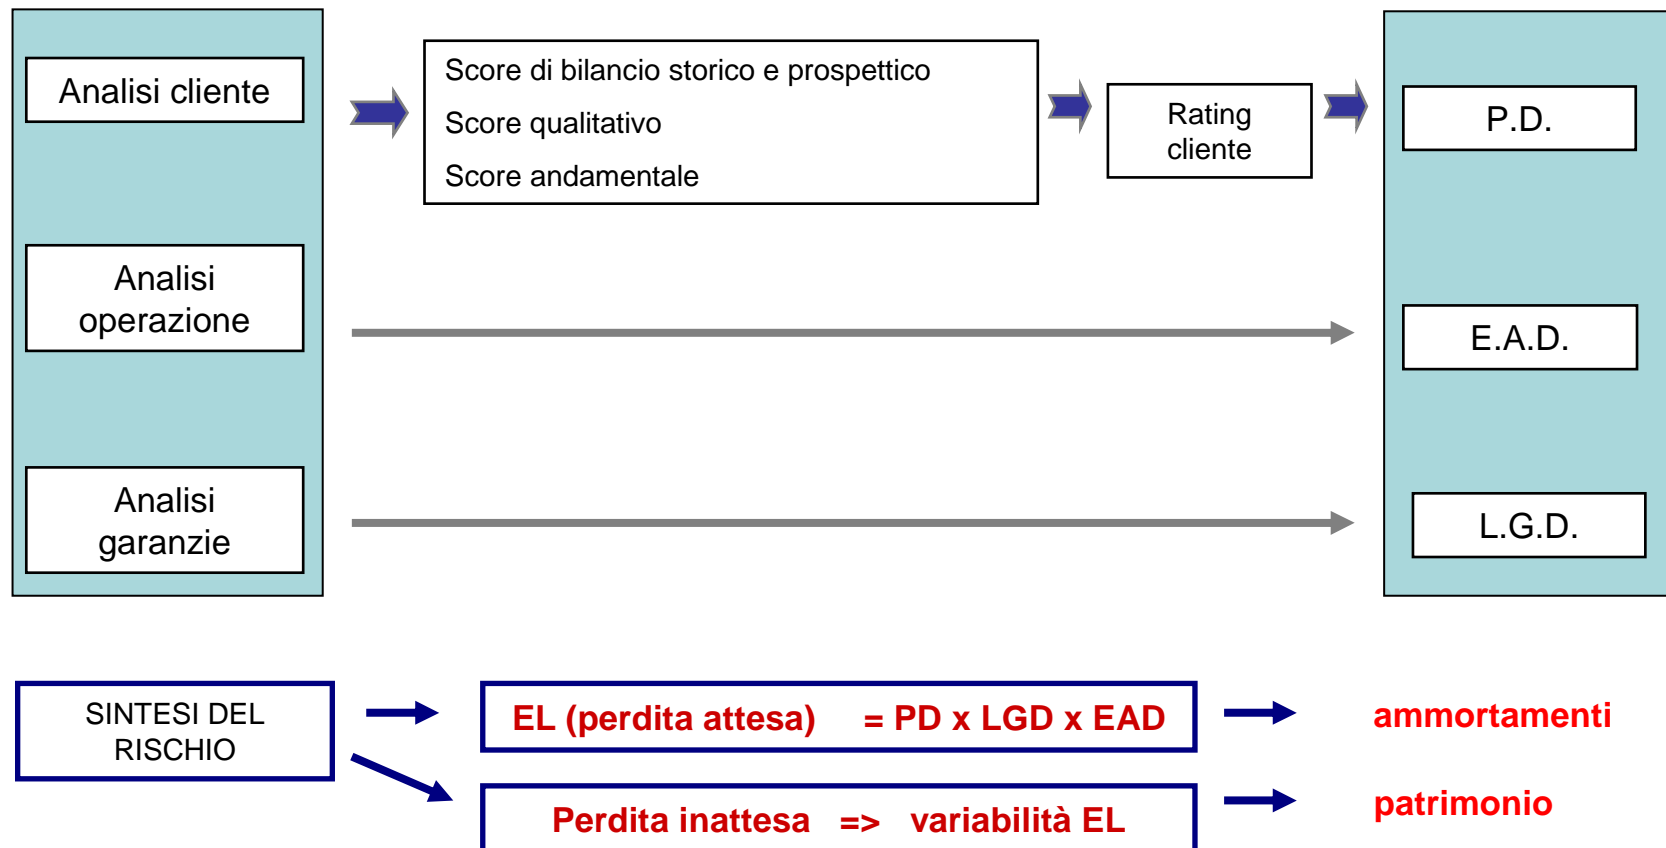 Analisi cliente
Score di bilancio storico e prospettico
Score qualitativo
Score andamentale
Rating
cliente
P.D.
Analisi
operazione
E.A.D.
Analisi
garanzie
L.G.D.
SINTESI DEL
RISCHIO
EL (perdita attesa) = PD x LGD x EAD
ammortamenti
Perdita inattesa => variabilità EL
patrimonio